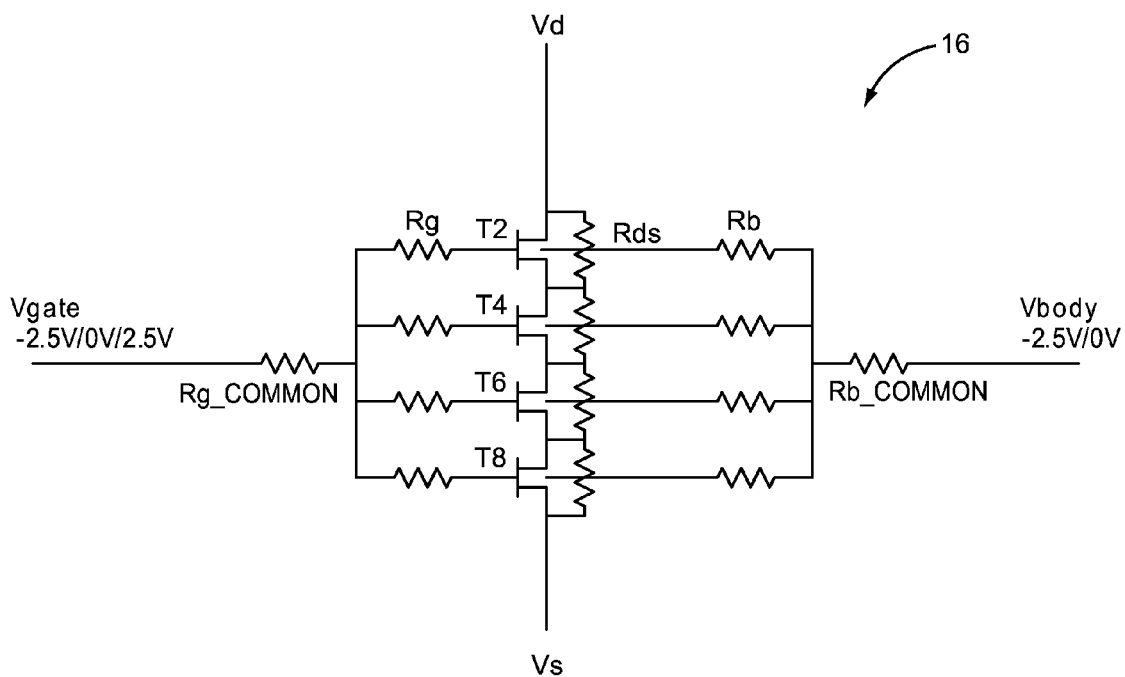 Vd
16
Rg
T2
Rds
Rb
T4
Vgate
-2.5V/0V/2.5V
Vbody
-2.5V/0V
T6
Rg_COMMON
Rb_COMMON
T8
Vs